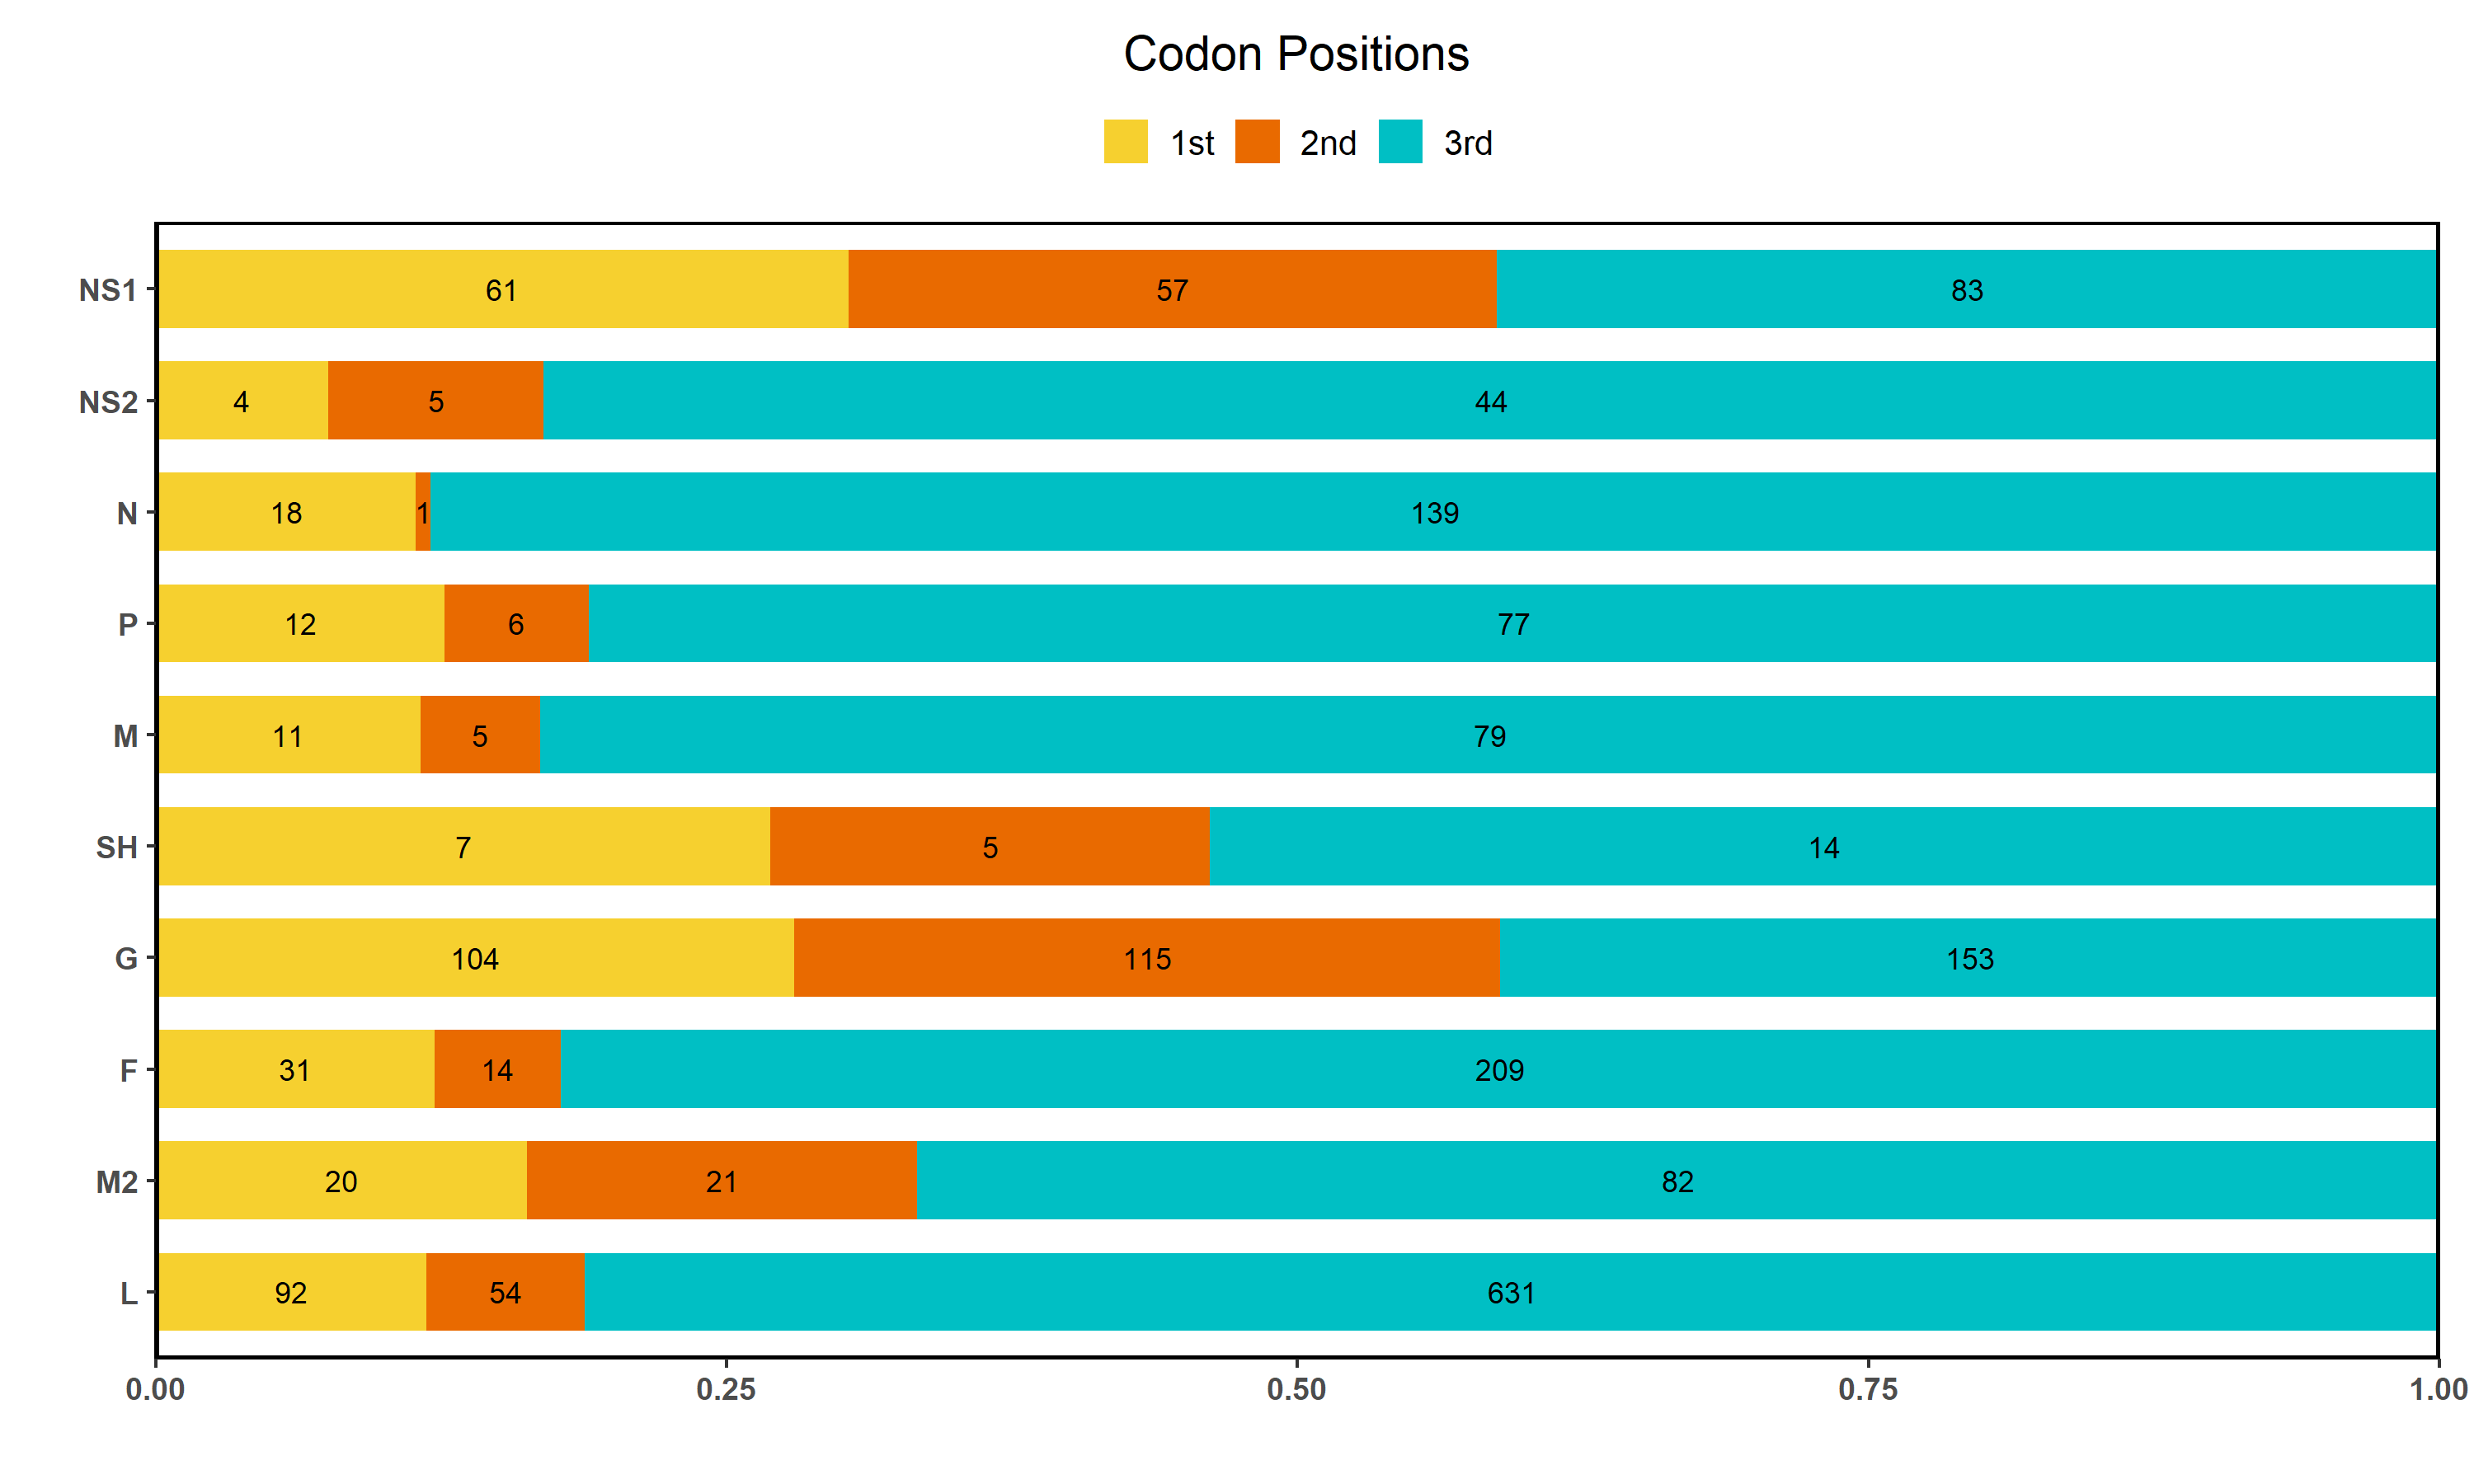 Codon Positions
1st 2nd 3rd
NS1 61 57 83
NS2 4 5 44
N 18 1 139
P 12 6 77
M 11 5 79
SH 7 5 14
G 104 115 153
F 31 14 209
M2 20 21 82
L 92 54 631
0.00 0.25 0.50 0.75 1.00